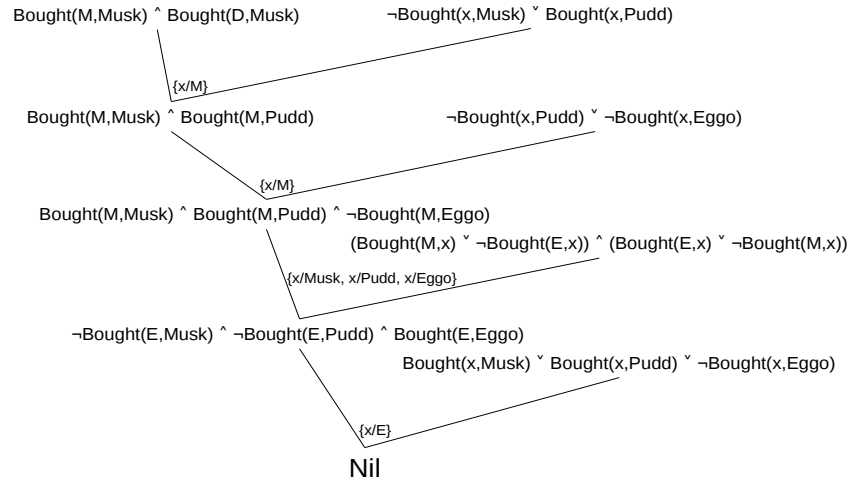 Bought(M,Musk) ˄ Bought(D,Musk) ¬Bought(x,Musk) ˅ Bought(x,Pudd)
{x/M}
Bought(M,Musk) ˄ Bought(M,Pudd) ¬Bought(x,Pudd) ˅ ¬Bought(x,Eggo)
{x/M}
Bought(M,Musk) ˄ Bought(M,Pudd) ˄ ¬Bought(M,Eggo)
(Bought(M,x) ˅ ¬Bought(E,x)) ˄ (Bought(E,x) ˅ ¬Bought(M,x))
{x/Musk, x/Pudd, x/Eggo}
¬Bought(E,Musk) ˄ ¬Bought(E,Pudd) ˄ Bought(E,Eggo)
Bought(x,Musk) ˅ Bought(x,Pudd) ˅ ¬Bought(x,Eggo)
{x/E}
Nil